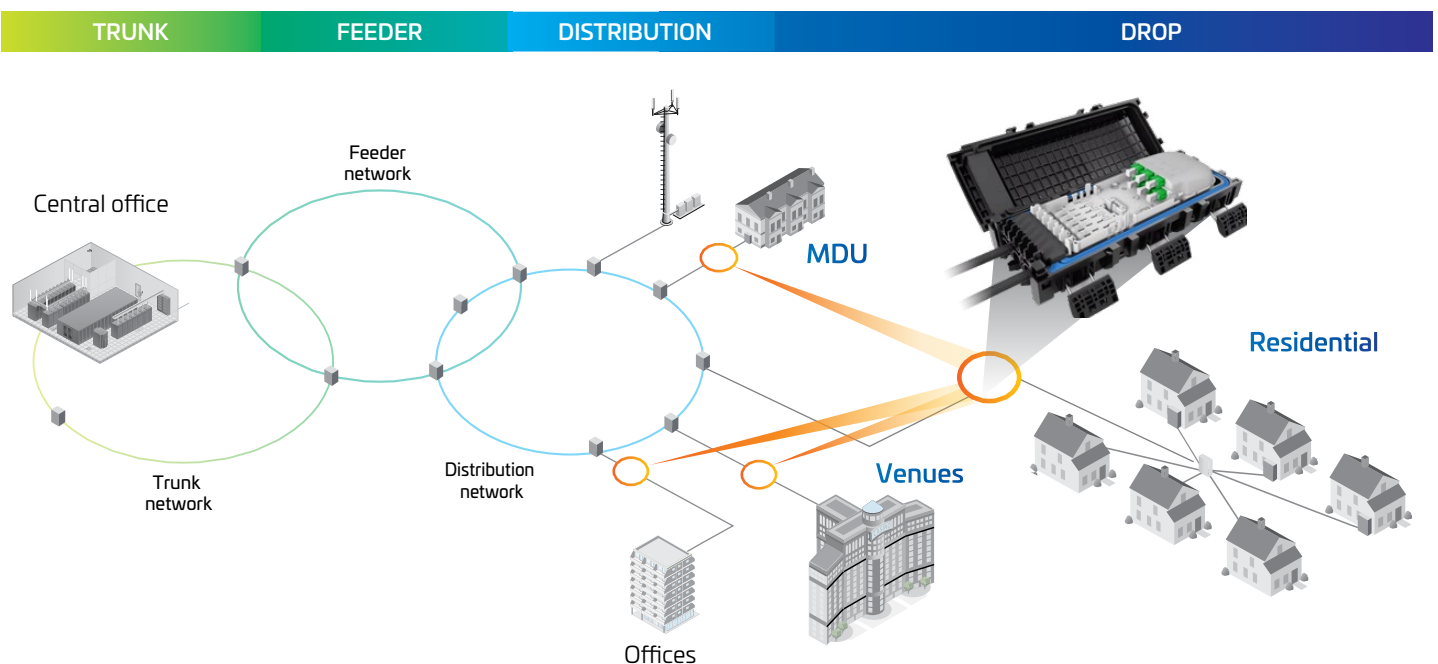 TRUNK
FEEDER
DISTRIBUTION
DROP
Feeder
network
Central office
MDU
Residential
Distribution
network
Venues
Trunk
network
Offices